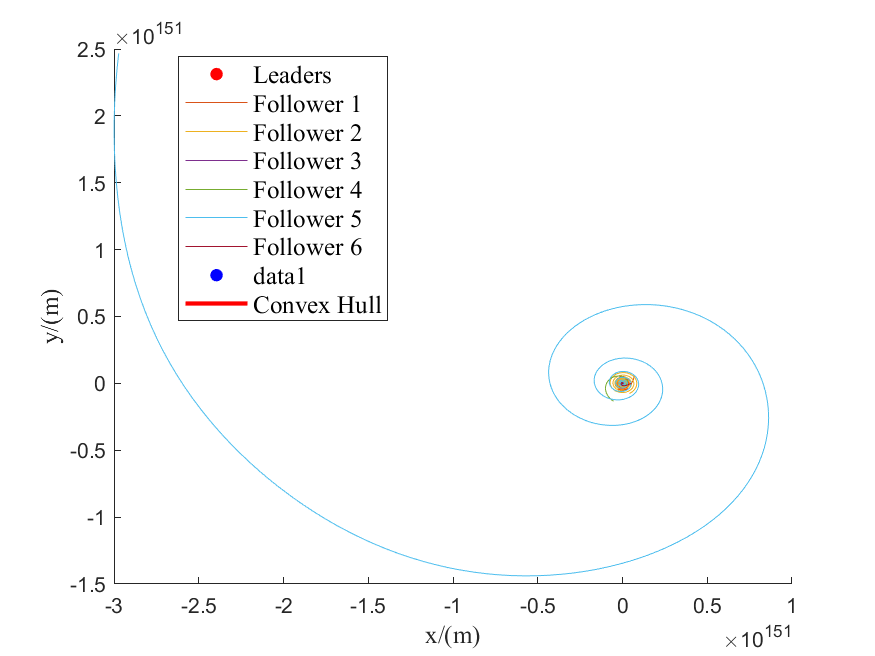 ×10^151
2.5
2
1.5
1
0.5
0
-0.5
-1
-1.5
y/(m)
Leaders
Follower 1
Follower 2
Follower 3
Follower 4
Follower 5
Follower 6
data1
Convex Hull
-3 -2.5 -2 -1.5 -1 -0.5 0 0.5 1
x/(m)
×10^151